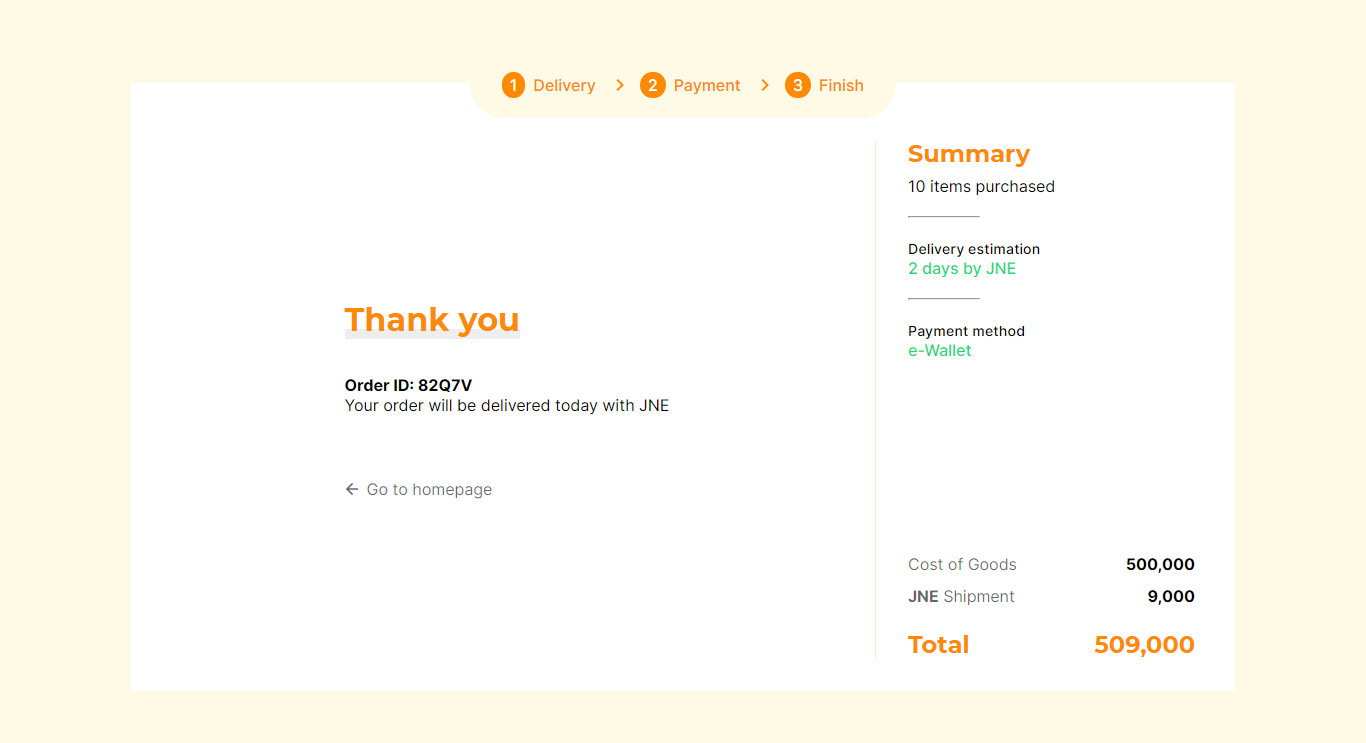 1 Delivery > 2 Payment > 3 Finish
Thank you
Order ID: 82Q7V
Your order will be delivered today with JNE
← Go to homepage
Summary
10 items purchased
Delivery estimation
2 days by JNE
Payment method
e-Wallet
Cost of Goods 500,000
JNE Shipment 9,000
Total 509,000